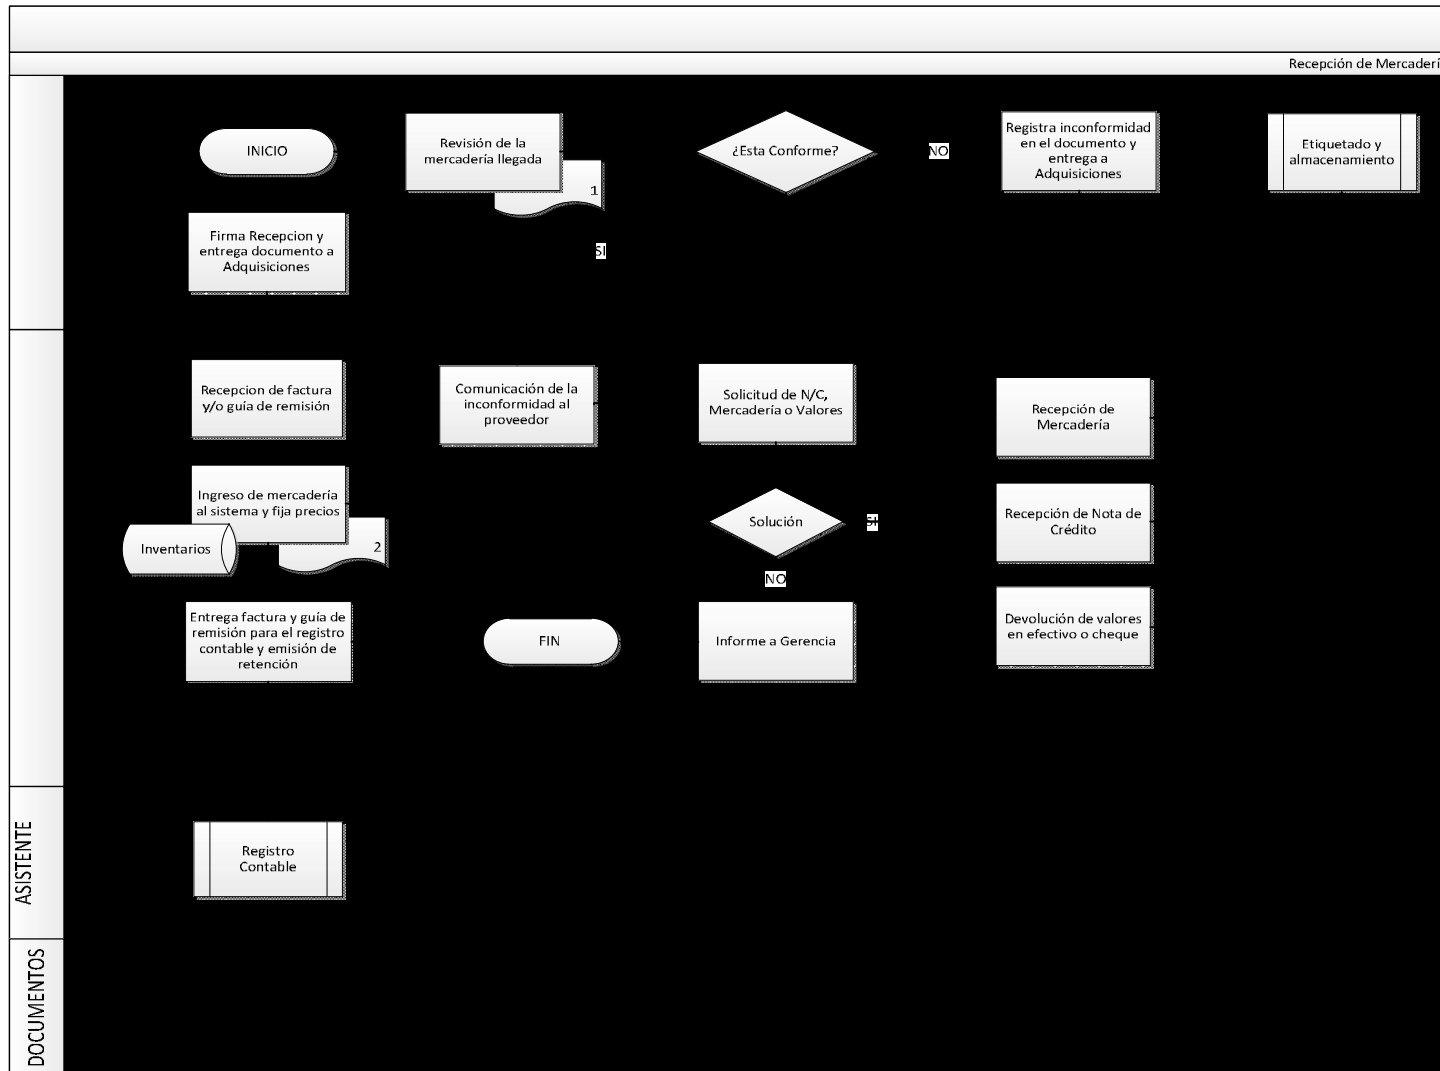 Recepción de Mercaderí
INICIO
Revisión de la
mercadería llegada
1
¿Esta Conforme?
NO
Registra inconformidad
en el documento y
entrega a
Adquisiciones
Etiquetado y
almacenamiento
Firma Recepcion y
entrega documento a
Adquisiciones
SI
Recepcion de factura
y/o guía de remisión
Comunicación de la
inconformidad al
proveedor
Solicitud de N/C,
Mercadería o Valores
Recepción de
Mercadería
Ingreso de mercadería
al sistema y fija precios
Inventarios
2
Solución
SI
NO
Recepción de Nota de
Crédito
Entrega factura y guía de
remisión para el registro
contable y emisión de
retención
FIN
Informe a Gerencia
Devolución de valores
en efectivo o cheque
ASISTENTE
Registro
Contable
DOCUMENTOS